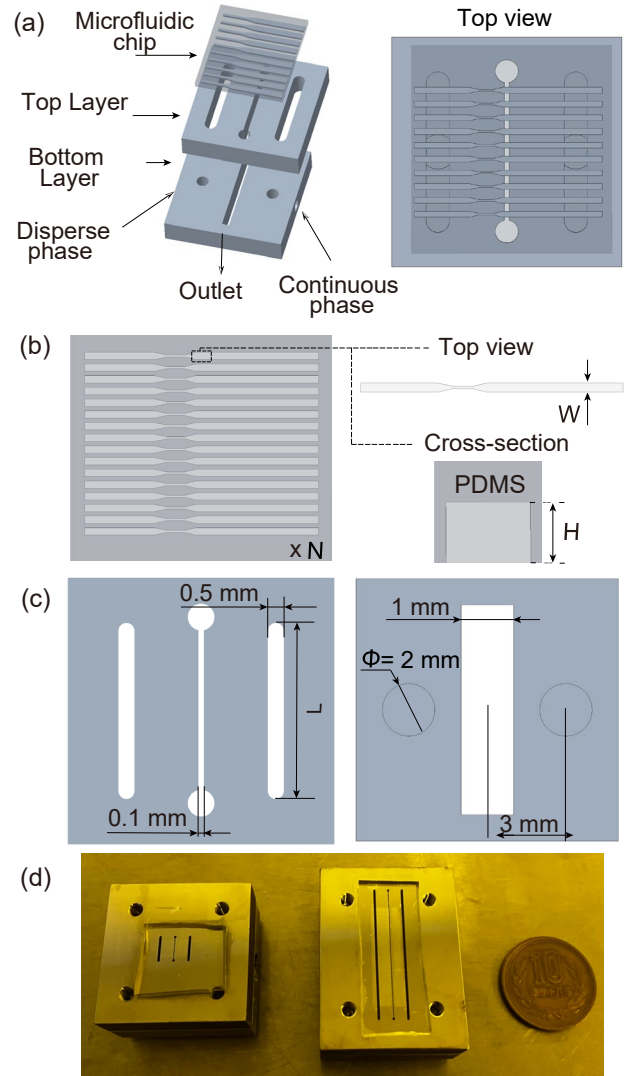 (a)
Microfluidic
chip
Top Layer
Bottom
Layer
Disperse
phase
Outlet
Continuous
phase
Top view
(b)
x N
Top view
W
Cross-section
PDMS
H
(c)
0.5 mm
L
0.1 mm
1 mm
Φ= 2 mm
3 mm
(d)
10